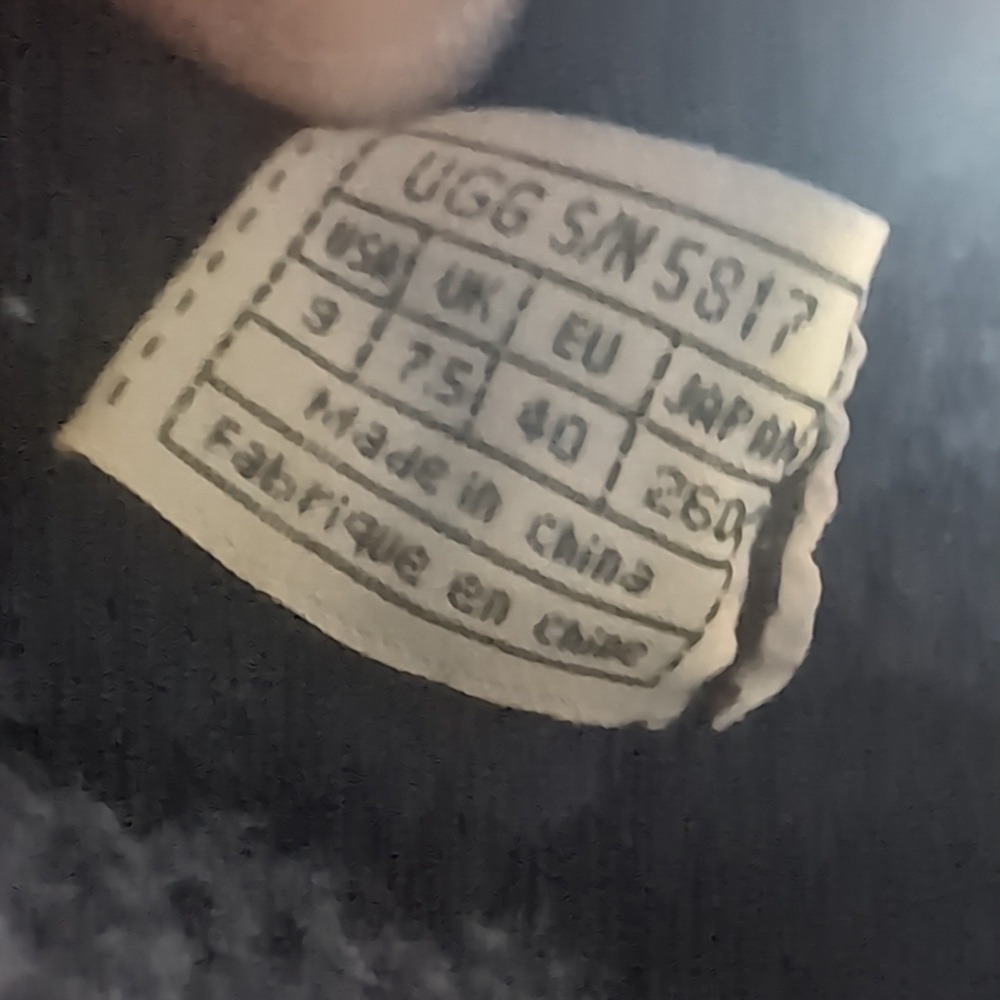 UGG S/N 5817
USA UK EU JAPAN
9 7.5 40 260
Made in China
Fabrique en chine